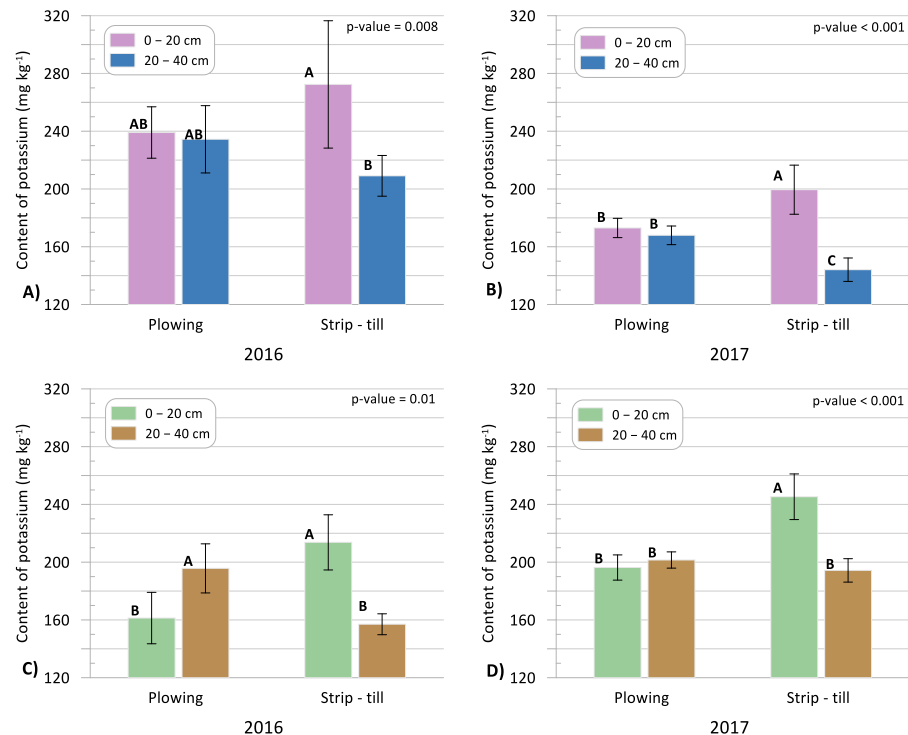 320
280
240
200
160
120
Content of potassium (mg kg⁻¹)
0 – 20 cm
20 – 40 cm
p-value = 0.008
AB
AB
A
B
A)
Plowing
Strip - till
2016
320
280
240
200
160
120
Content of potassium (mg kg⁻¹)
0 – 20 cm
20 – 40 cm
p-value < 0.001
B
B
A
C
B)
Plowing
Strip - till
2017
320
280
240
200
160
120
Content of potassium (mg kg⁻¹)
0 – 20 cm
20 – 40 cm
p-value = 0.01
B
A
A
B
C)
Plowing
Strip - till
2016
320
280
240
200
160
120
Content of potassium (mg kg⁻¹)
0 – 20 cm
20 – 40 cm
p-value < 0.001
B
B
A
B
D)
Plowing
Strip - till
2017